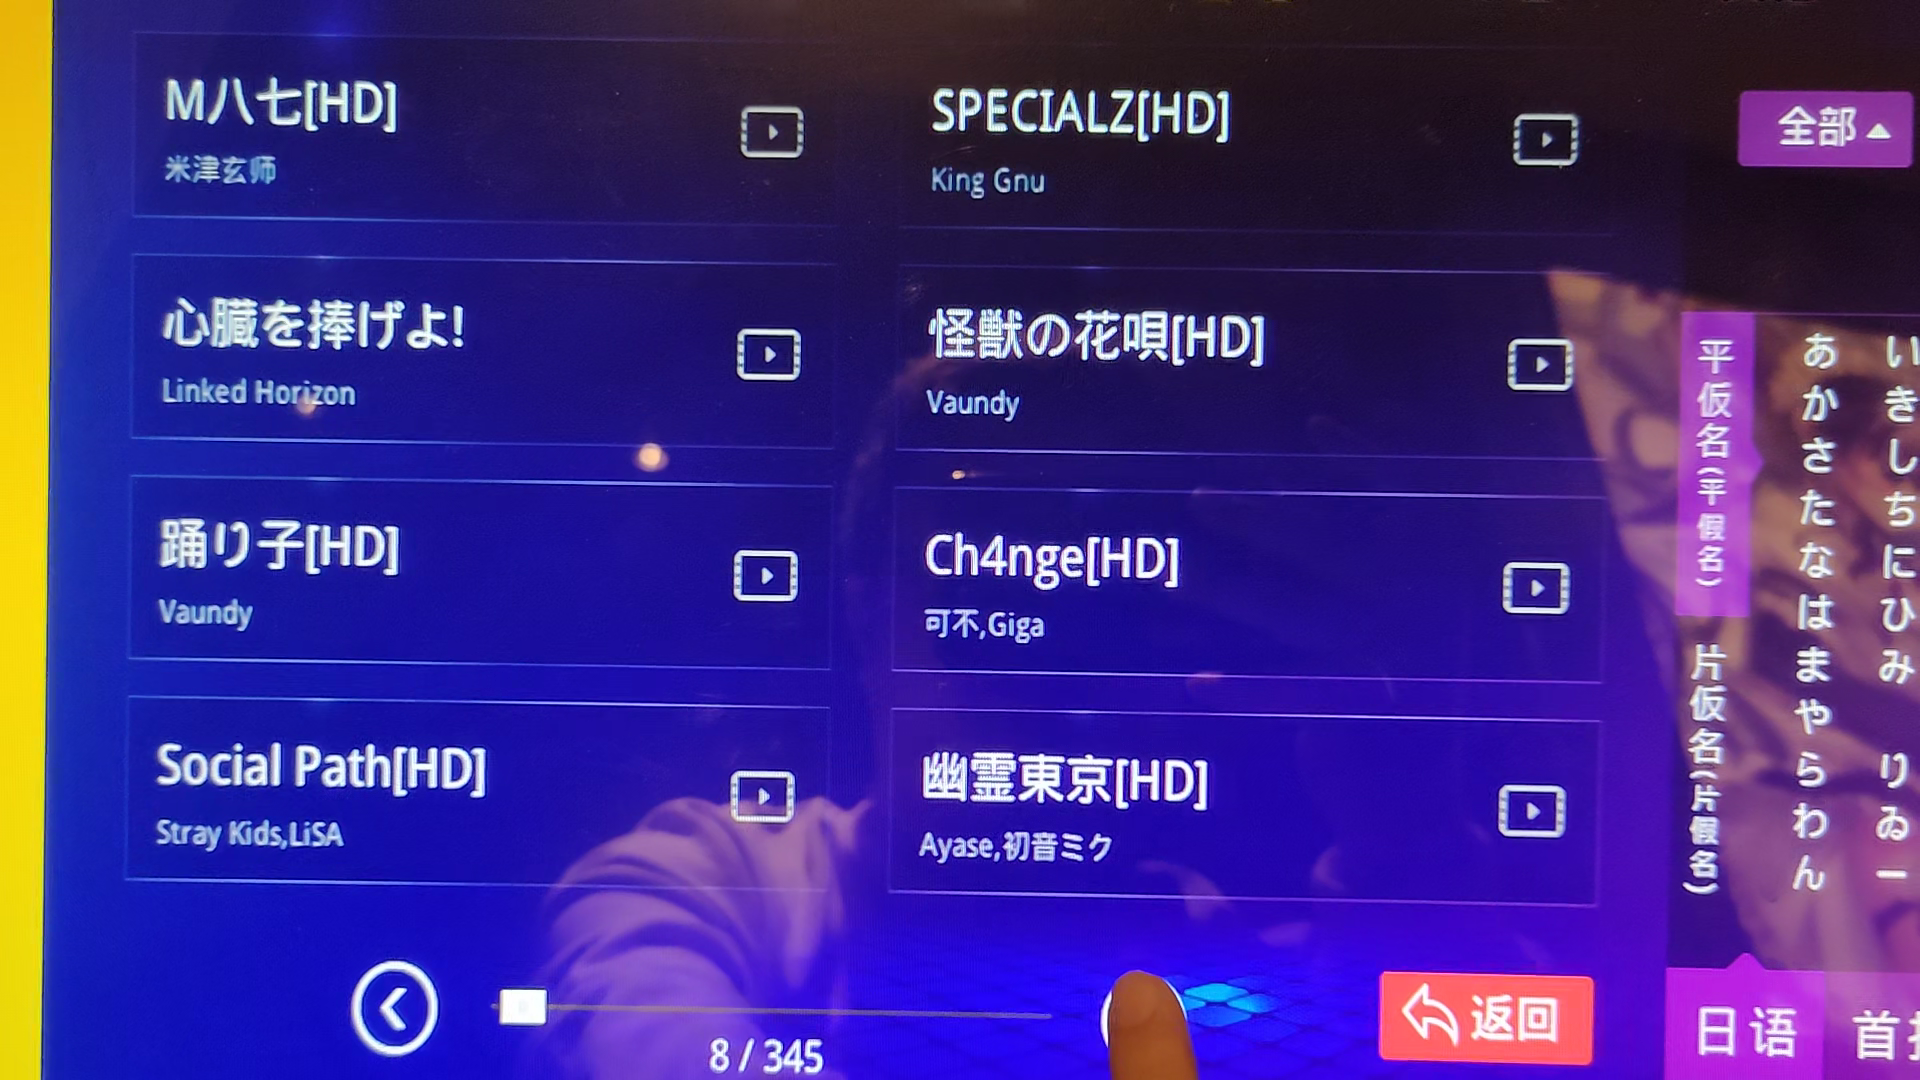 M八七[HD]
米津玄师
SPECIALZ[HD]
King Gnu
全部
心臓を捧げよ!
Linked Horizon
怪獣の花唄[HD]
Vaundy
踊り子[HD]
Vaundy
Ch4nge[HD]
可不,Giga
Social Path[HD]
Stray Kids,LiSA
幽霊東京[HD]
Ayase,初音ミク
平仮名(平假名)
片仮名(片假名)
あかさたなはまやらわん
いきしちにひみ りゐー
8 / 345
返回
日语
首